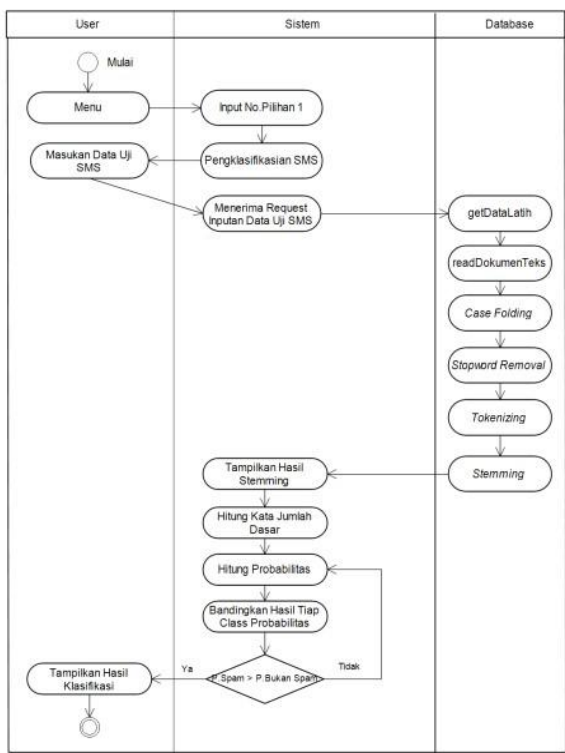 User
Sistem
Database
Mulai
Menu
Input No.Pilihan 1
Masukan Data Uji
SMS
Pengklasifikasian SMS
Menerima Request
Inputan Data Uji SMS
getDataLatih
readDokumenTeks
Case Folding
Stopword Removal
Tokenizing
Stemming
Tampilkan Hasil
Stemming
Hitung Kata Jumlah
Dasar
Hitung Probabilitas
Bandingkan Hasil Tiap
Class Probabilitas
P.Spam > P.Bukan Spam
Ya
Tidak
Tampilkan Hasil
Klasifikasi